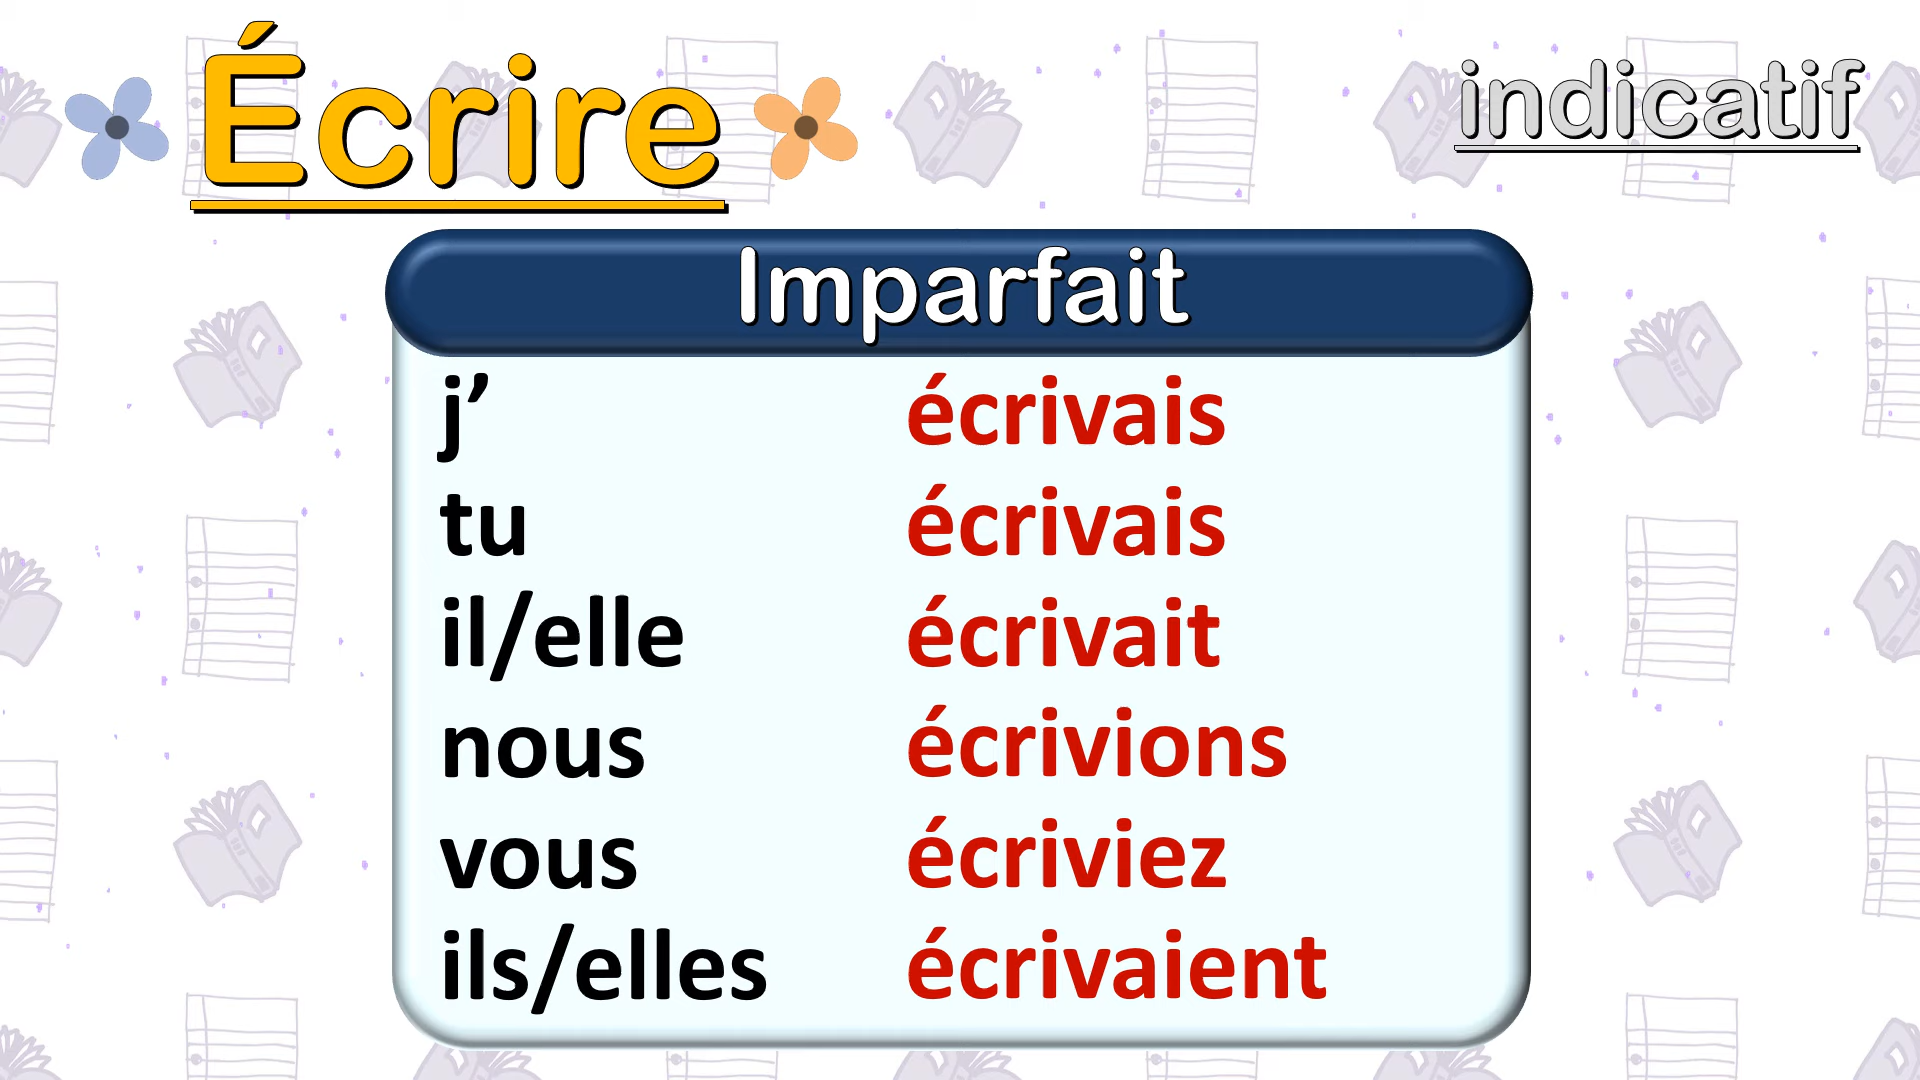 Écrire
indicatif
Imparfait
j’ écrivais
tu écrivais
il/elle écrivait
nous écrivions
vous écriviez
ils/elles écrivaient